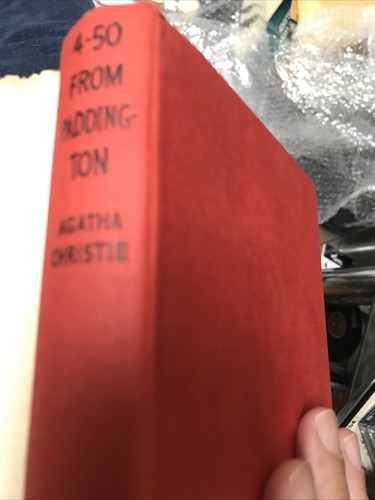 4-50
FROM
PADDING-
TON
AGATHA
CHRISTIE